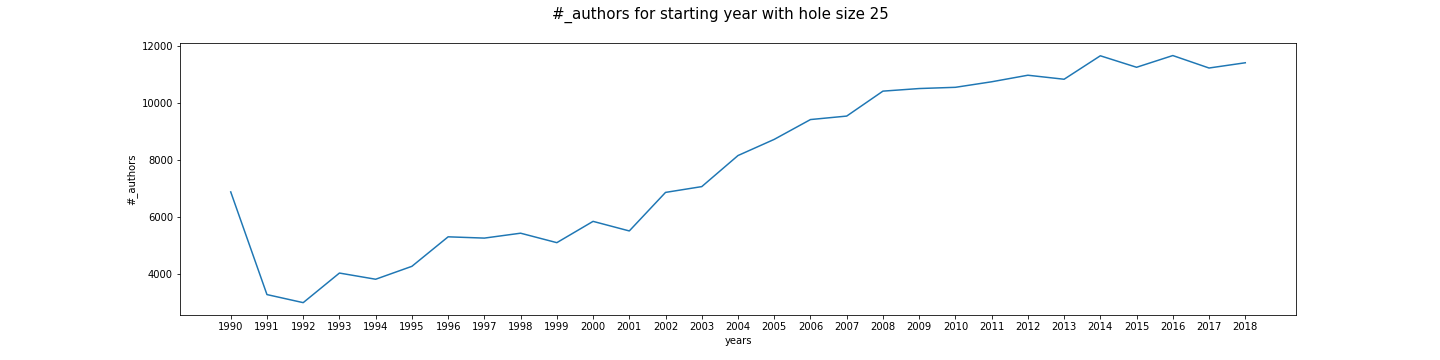 #_authors for starting year with hole size 25
12000
10000
8000
6000
4000
#_authors
1990 1991 1992 1993 1994 1995 1996 1997 1998 1999 2000 2001 2002 2003 2004 2005 2006 2007 2008 2009 2010 2011 2012 2013 2014 2015 2016 2017 2018
years